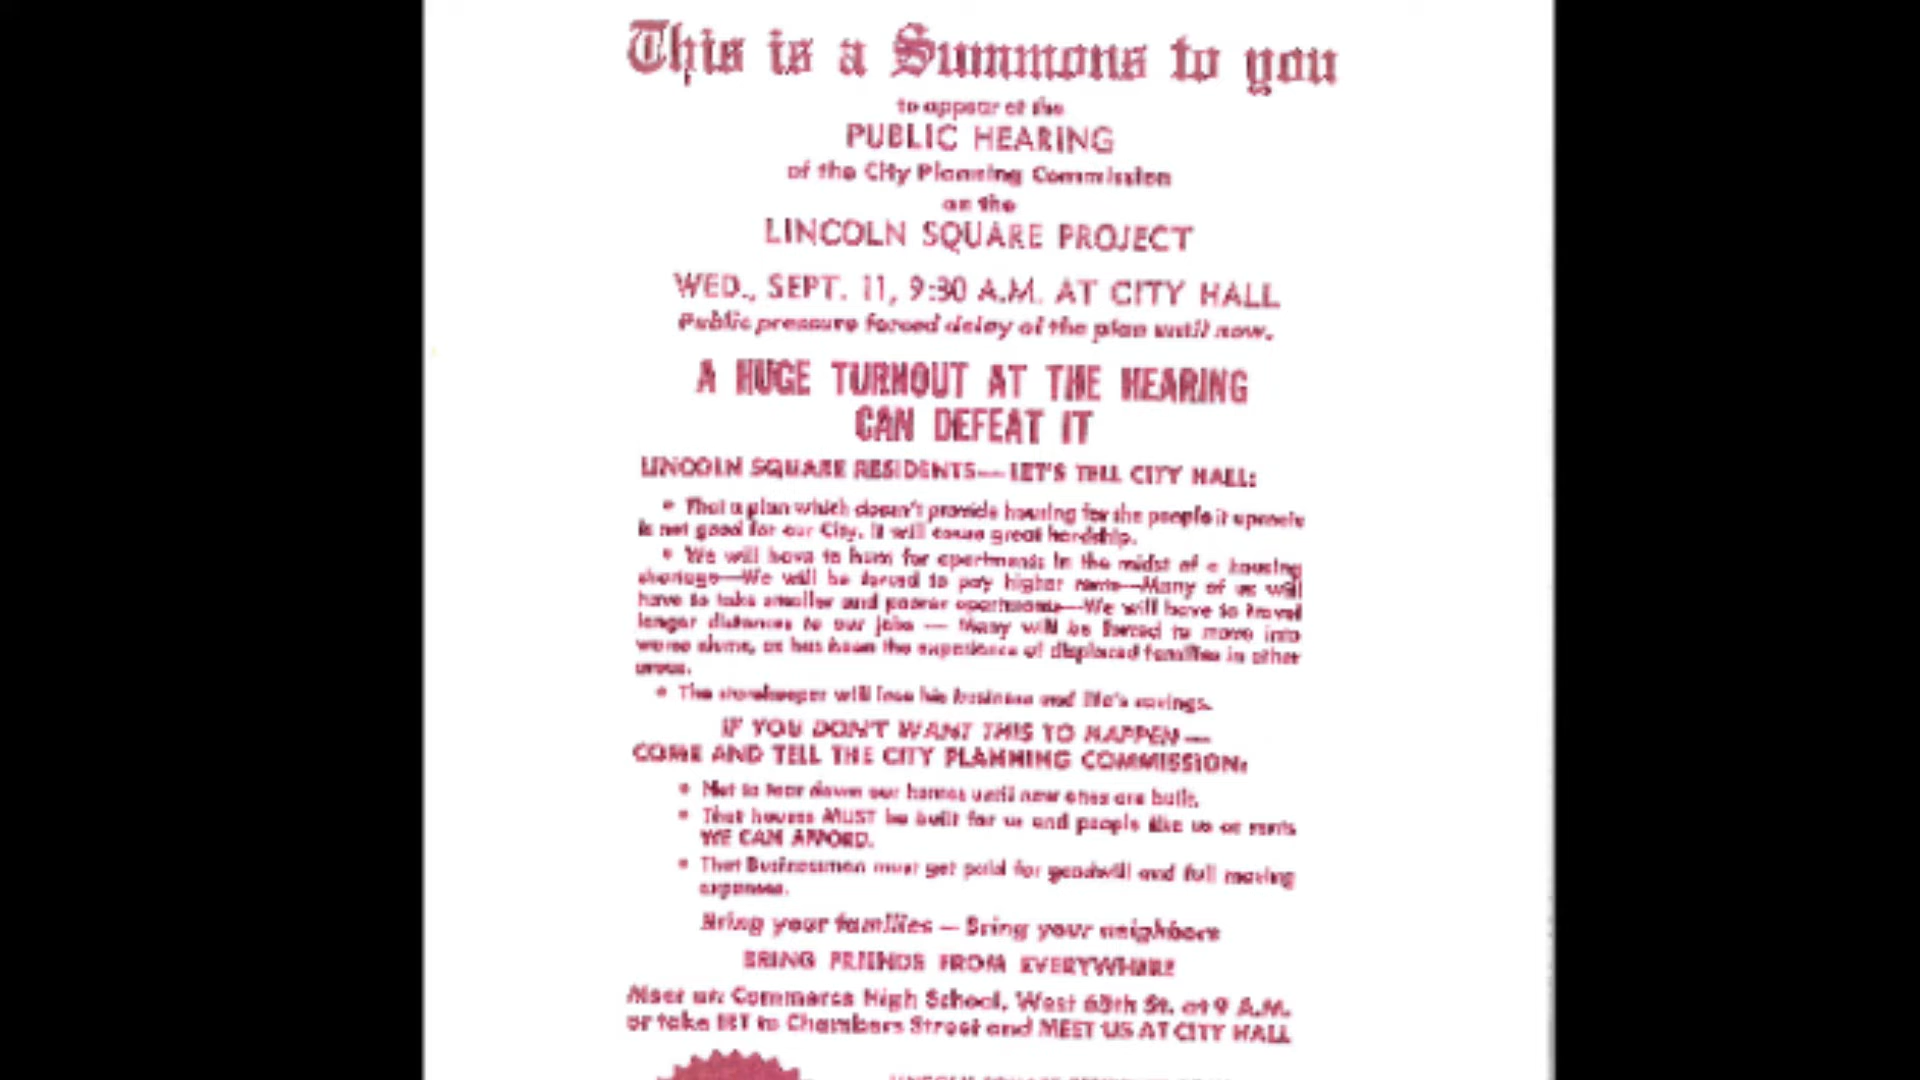 This is a Summons to you
to appear at the
PUBLIC HEARING
of the City Planning Commission
on the
LINCOLN SQUARE PROJECT
WED., SEPT. 11, 9:30 A.M. AT CITY HALL
Public pressure forced delay of the plan until now.
A HUGE TURNOUT AT THE HEARING
CAN DEFEAT IT
LINCOLN SQUARE RESIDENTS—LET'S TELL CITY HALL:
• That a plan which doesn't provide housing for the people it uproots
is not good for our City. It will cause great hardship.
• We will have to hunt for apartments in the midst of a housing
shortage—We will be forced to pay higher rents—Many of us will
have to take smaller and poorer apartments—We will have to travel
longer distances to our jobs — Many will be forced to move into
worse slums, as has been the experience of displaced families in other
areas.
• The storekeeper will lose his business and life's savings.
IF YOU DON'T WANT THIS TO HAPPEN—
COME AND TELL THE CITY PLANNING COMMISSION:
• Not to tear down our homes until new ones are built.
• That houses MUST be built for us and people like us at rents
WE CAN AFFORD.
• That Businessmen must get paid for goodwill and full moving
expenses.
Bring your families — Bring your neighbors
BRING FRIENDS FROM EVERYWHERE
Meet at: Commerce High School, West 65th St. at 9 A.M.
or take IRT to Chambers Street and MEET US AT CITY HALL
LINCOLN SQUARE